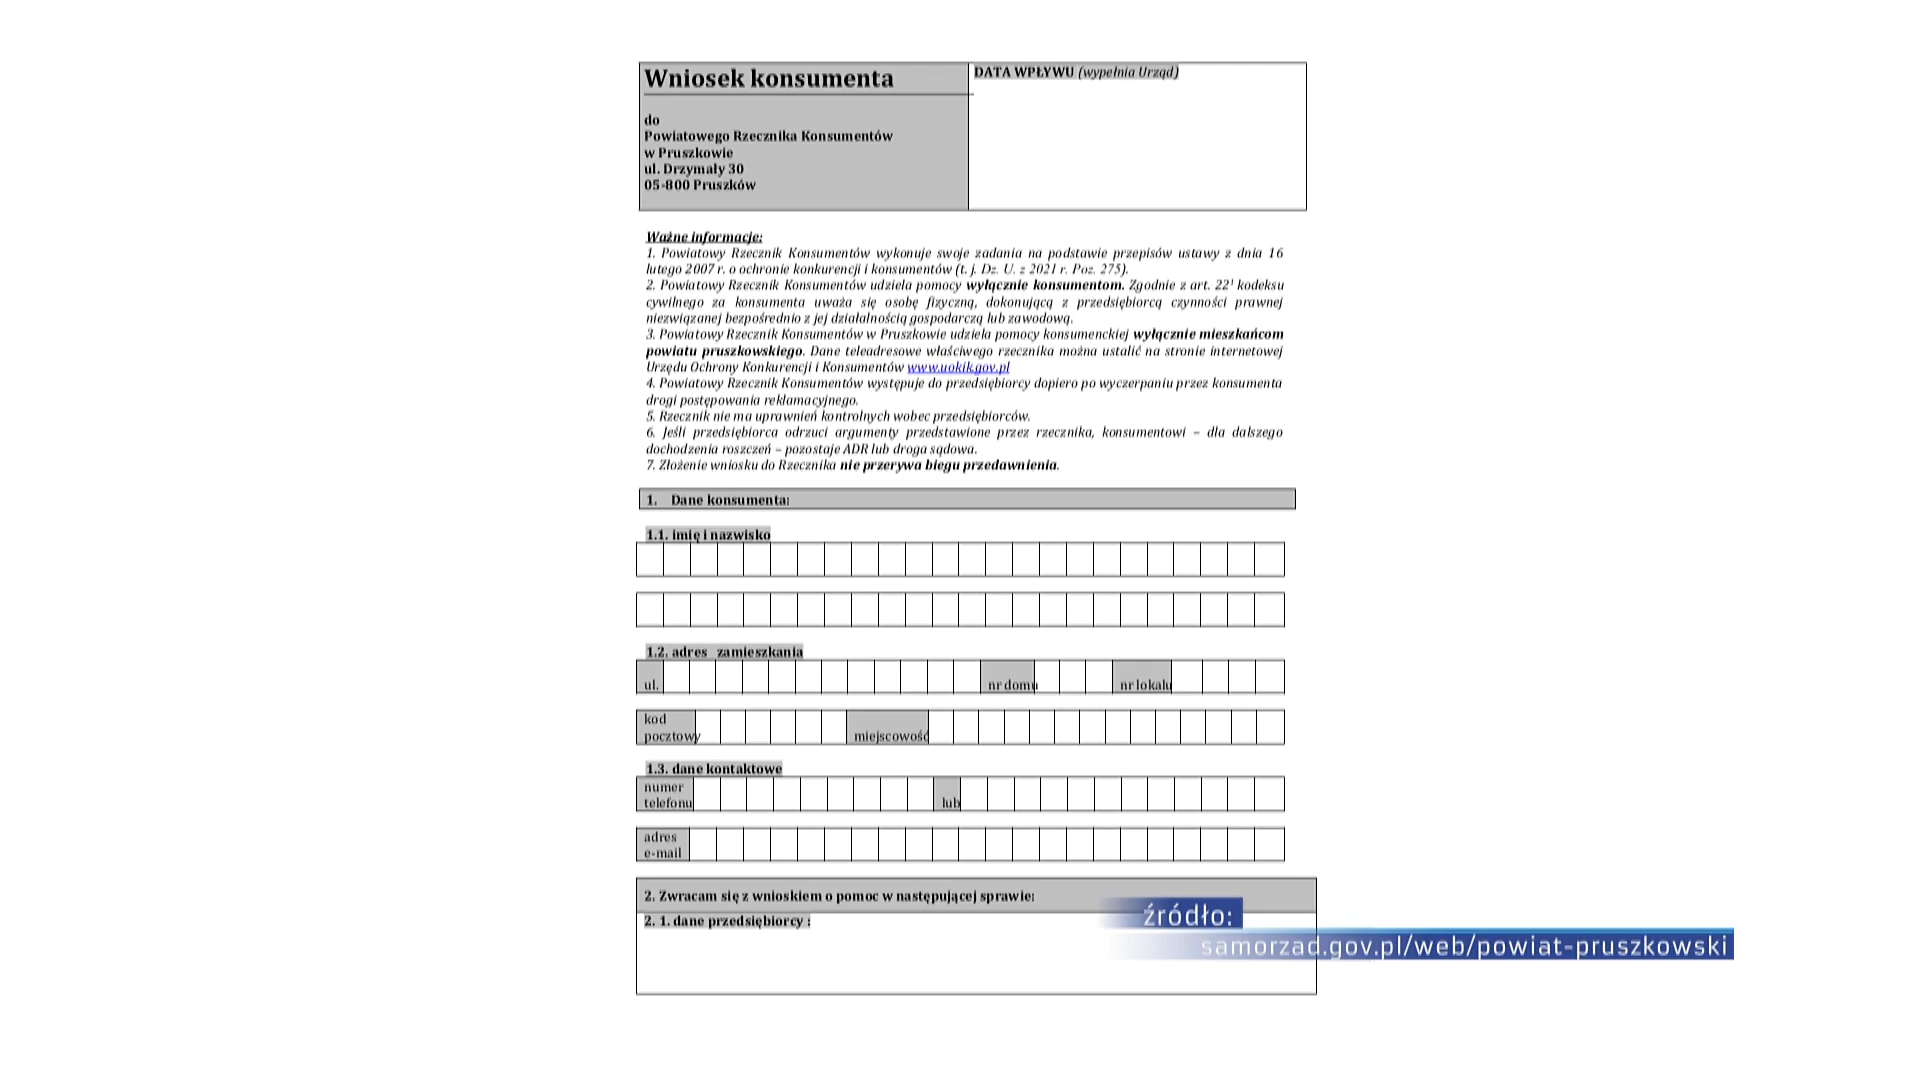 Wniosek konsumenta
DATA WPŁYWU (wypełnia Urząd)
do
Powiatowego Rzecznika Konsumentów
w Pruszkowie
ul. Drzymały 30
05-800 Pruszków
Ważne informacje:
1. Powiatowy Rzecznik Konsumentów wykonuje swoje zadania na podstawie przepisów ustawy z dnia 16
lutego 2007 r. o ochronie konkurencji i konsumentów (t. j. Dz. U. z 2021 r. Poz. 275).
2. Powiatowy Rzecznik Konsumentów udziela pomocy wyłącznie konsumentom. Zgodnie z art. 22¹ kodeksu
cywilnego za konsumenta uważa się osobę fizyczną, dokonującą z przedsiębiorcą czynności prawnej
niezwiązanej bezpośrednio z jej działalnością gospodarczą lub zawodową.
3. Powiatowy Rzecznik Konsumentów w Pruszkowie udziela pomocy konsumenckiej wyłącznie mieszkańcom
powiatu pruszkowskiego. Dane teleadresowe właściwego rzecznika można ustalić na stronie internetowej
Urzędu Ochrony Konkurencji i Konsumentów www.uokik.gov.pl
4. Powiatowy Rzecznik Konsumentów występuje do przedsiębiorcy dopiero po wyczerpaniu przez konsumenta
drogi postępowania reklamacyjnego.
5. Rzecznik nie ma uprawnień kontrolnych wobec przedsiębiorców.
6. Jeśli przedsiębiorca odrzuci argumenty przedstawione przez rzecznika, konsumentowi – dla dalszego
dochodzenia roszczeń – pozostaje ADR lub droga sądowa.
7. Złożenie wniosku do Rzecznika nie przerywa biegu przedawnienia.
1. Dane konsumenta:
1.1. imię i nazwisko
1.2. adres zamieszkania
ul. nr domu nr lokalu
kod
pocztowy miejscowość
1.3. dane kontaktowe
numer
telefonu lub
adres
e-mail
2. Zwracam się z wnioskiem o pomoc w następującej sprawie:
2. 1. dane przedsiębiorcy :
źródło:
samorzad.gov.pl/web/powiat-pruszkowski